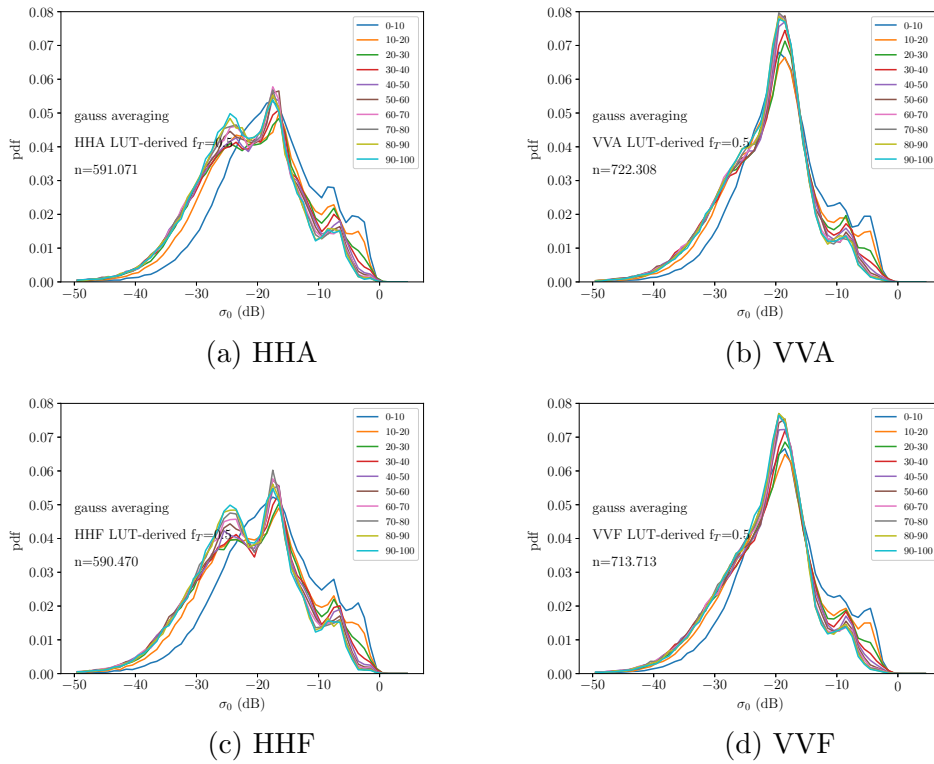 0.08
0.07
0.06
0.05
0.04
0.03
0.02
0.01
0.00
pdf
gauss averaging
HHA LUT-derived f_T=0.5
n=591.071
0-10
10-20
20-30
30-40
40-50
50-60
60-70
70-80
80-90
90-100
−50 −40 −30 −20 −10 0
σ₀ (dB)
(a) HHA
0.08
0.07
0.06
0.05
0.04
0.03
0.02
0.01
0.00
pdf
gauss averaging
VVA LUT-derived f_T=0.5
n=722.308
0-10
10-20
20-30
30-40
40-50
50-60
60-70
70-80
80-90
90-100
−50 −40 −30 −20 −10 0
σ₀ (dB)
(b) VVA
0.08
0.07
0.06
0.05
0.04
0.03
0.02
0.01
0.00
pdf
gauss averaging
HHF LUT-derived f_T=0.5
n=590.470
0-10
10-20
20-30
30-40
40-50
50-60
60-70
70-80
80-90
90-100
−50 −40 −30 −20 −10 0
σ₀ (dB)
(c) HHF
0.08
0.07
0.06
0.05
0.04
0.03
0.02
0.01
0.00
pdf
gauss averaging
VVF LUT-derived f_T=0.5
n=713.713
0-10
10-20
20-30
30-40
40-50
50-60
60-70
70-80
80-90
90-100
−50 −40 −30 −20 −10 0
σ₀ (dB)
(d) VVF